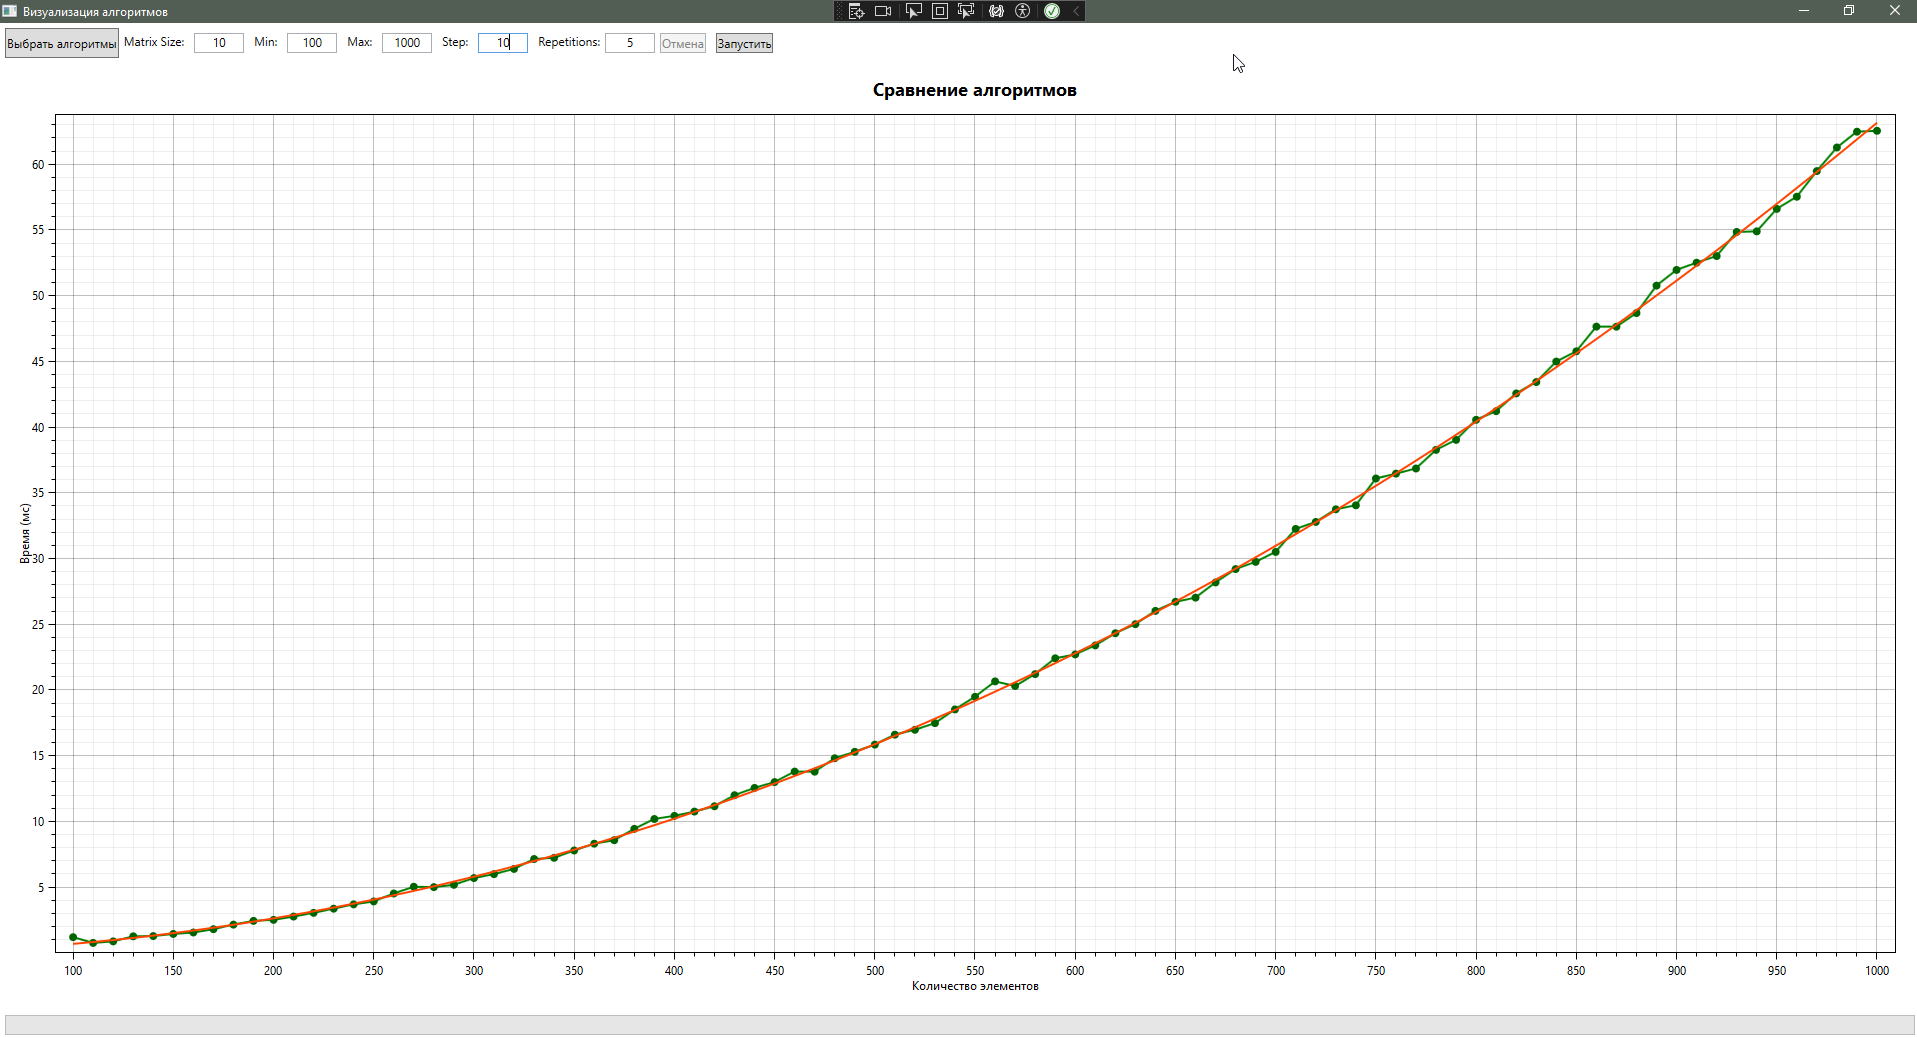 Визуализация алгоритмов
Выбрать алгоритмы Matrix Size: 10 Min: 100 Max: 1000 Step: 10 Repetitions: 5 Отмена Запустить
Сравнение алгоритмов
60
55
50
45
40
35
30
25
20
15
10
5
Время (мс)
100 150 200 250 300 350 400 450 500 550 600 650 700 750 800 850 900 950 1000
Количество элементов